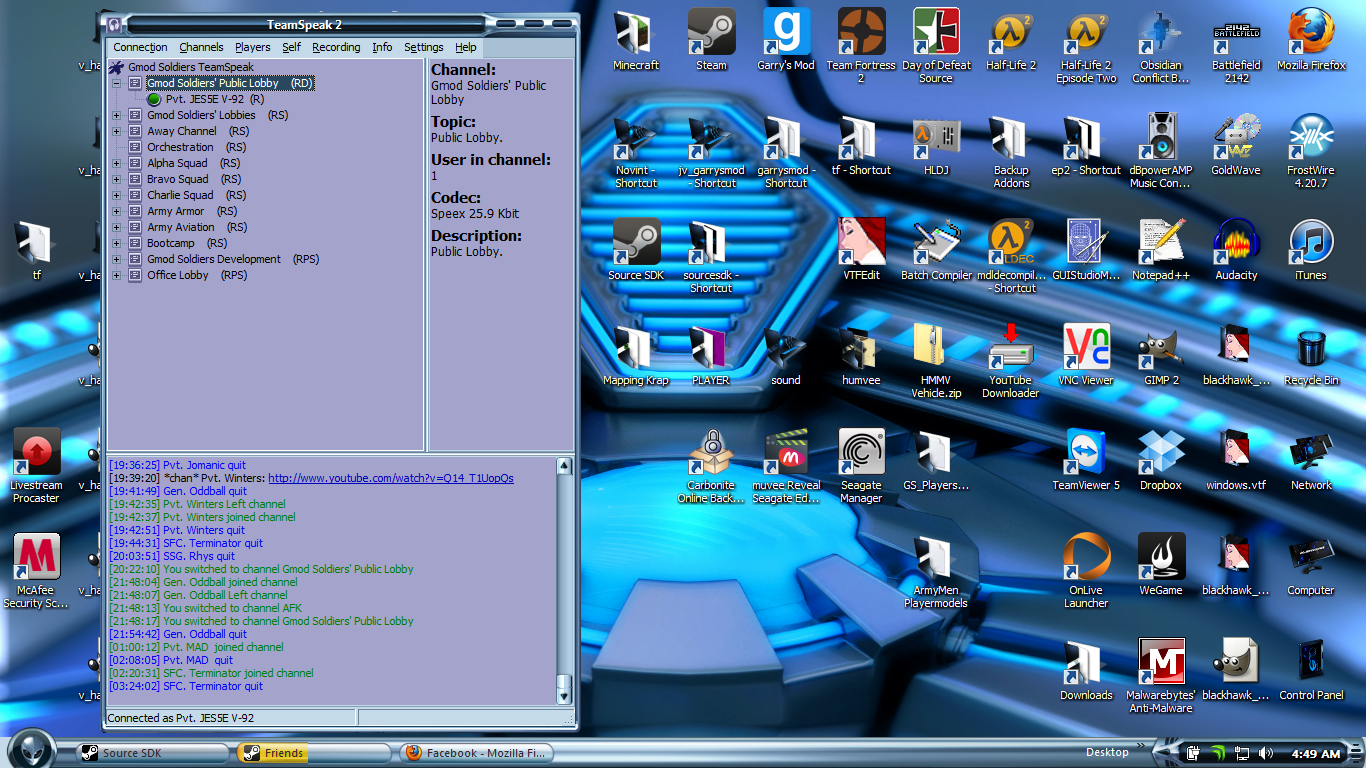 TeamSpeak 2
Connection Channels Players Self Recording Info Settings Help
Gmod Soldiers TeamSpeak
Gmod Soldiers' Public Lobby (RD)
Pvt. JES5E V-92 (R)
Gmod Soldiers' Lobbies (RS)
Away Channel (RS)
Orchestration (RS)
Alpha Squad (RS)
Bravo Squad (RS)
Charlie Squad (RS)
Army Armor (RS)
Army Aviation (RS)
Bootcamp (RS)
Gmod Soldiers Development (RPS)
Office Lobby (RPS)
Channel:
Gmod Soldiers' Public
Lobby
Topic:
Public Lobby.
User in channel:
1
Codec:
Speex 25.9 Kbit
Description:
Public Lobby.
[19:36:25] Pvt. Jomanic quit
[19:39:20] *chan* Pvt. Winters: http://www.youtube.com/watch?v=Q14_T1UopQs
[19:41:49] Gen. Oddball quit
[19:42:35] Pvt. Winters Left channel
[19:42:37] Pvt. Winters joined channel
[19:42:51] Pvt. Winters quit
[19:44:31] SFC. Terminator quit
[20:03:51] SSG. Rhys quit
[20:22:10] You switched to channel Gmod Soldiers' Public Lobby
[21:48:04] Gen. Oddball joined channel
[21:48:07] Gen. Oddball Left channel
[21:48:13] You switched to channel AFK
[21:48:17] You switched to channel Gmod Soldiers' Public Lobby
[21:54:42] Gen. Oddball quit
[01:00:12] Pvt. MAD joined channel
[02:08:05] Pvt. MAD quit
[02:20:31] SFC. Terminator joined channel
[03:24:02] SFC. Terminator quit
Connected as Pvt. JES5E V-92
v_ha
v_ha
v_ha
tf
v_ha
v_ha
v_ha
Livestream
Procaster
v_ha
McAfee
Security Sc...
v_ha
v_ha
Minecraft
Steam
Garry's Mod
Team Fortress
2
Day of Defeat
Source
Half-Life 2
Half-Life 2
Episode Two
Obsidian
Conflict B...
2142
BATTLEFIELD
Battlefield
2142
Mozilla Firefox
Novint -
Shortcut
jv_garrysmod
- Shortcut
garrysmod -
Shortcut
tf - Shortcut
HLDJ
Backup
Addons
ep2 - Shortcut
dBpowerAMP
Music Con...
GoldWave
FrostWire
4.20.7
Source SDK
sourcesdk -
Shortcut
VTFEdit
Batch Compiler
mdldecompil...
- Shortcut
GUIStudioM...
Notepad++
Audacity
iTunes
Mapping Krap
PLAYER
sound
humvee
HMMV
Vehicle.zip
YouTube
Downloader
VNC Viewer
GIMP 2
blackhawk_...
Recycle Bin
Carbonite
Online Back...
muvee Reveal
Seagate Ed...
Seagate
Manager
GS_Players...
TeamViewer 5
Dropbox
windows.vtf
Network
ArmyMen
Playermodels
OnLive
Launcher
WeGame
blackhawk_...
Computer
Downloads
Malwarebytes'
Anti-Malware
blackhawk_...
Control Panel
Source SDK
Friends
Facebook - Mozilla Fi...
Desktop
4:49 AM